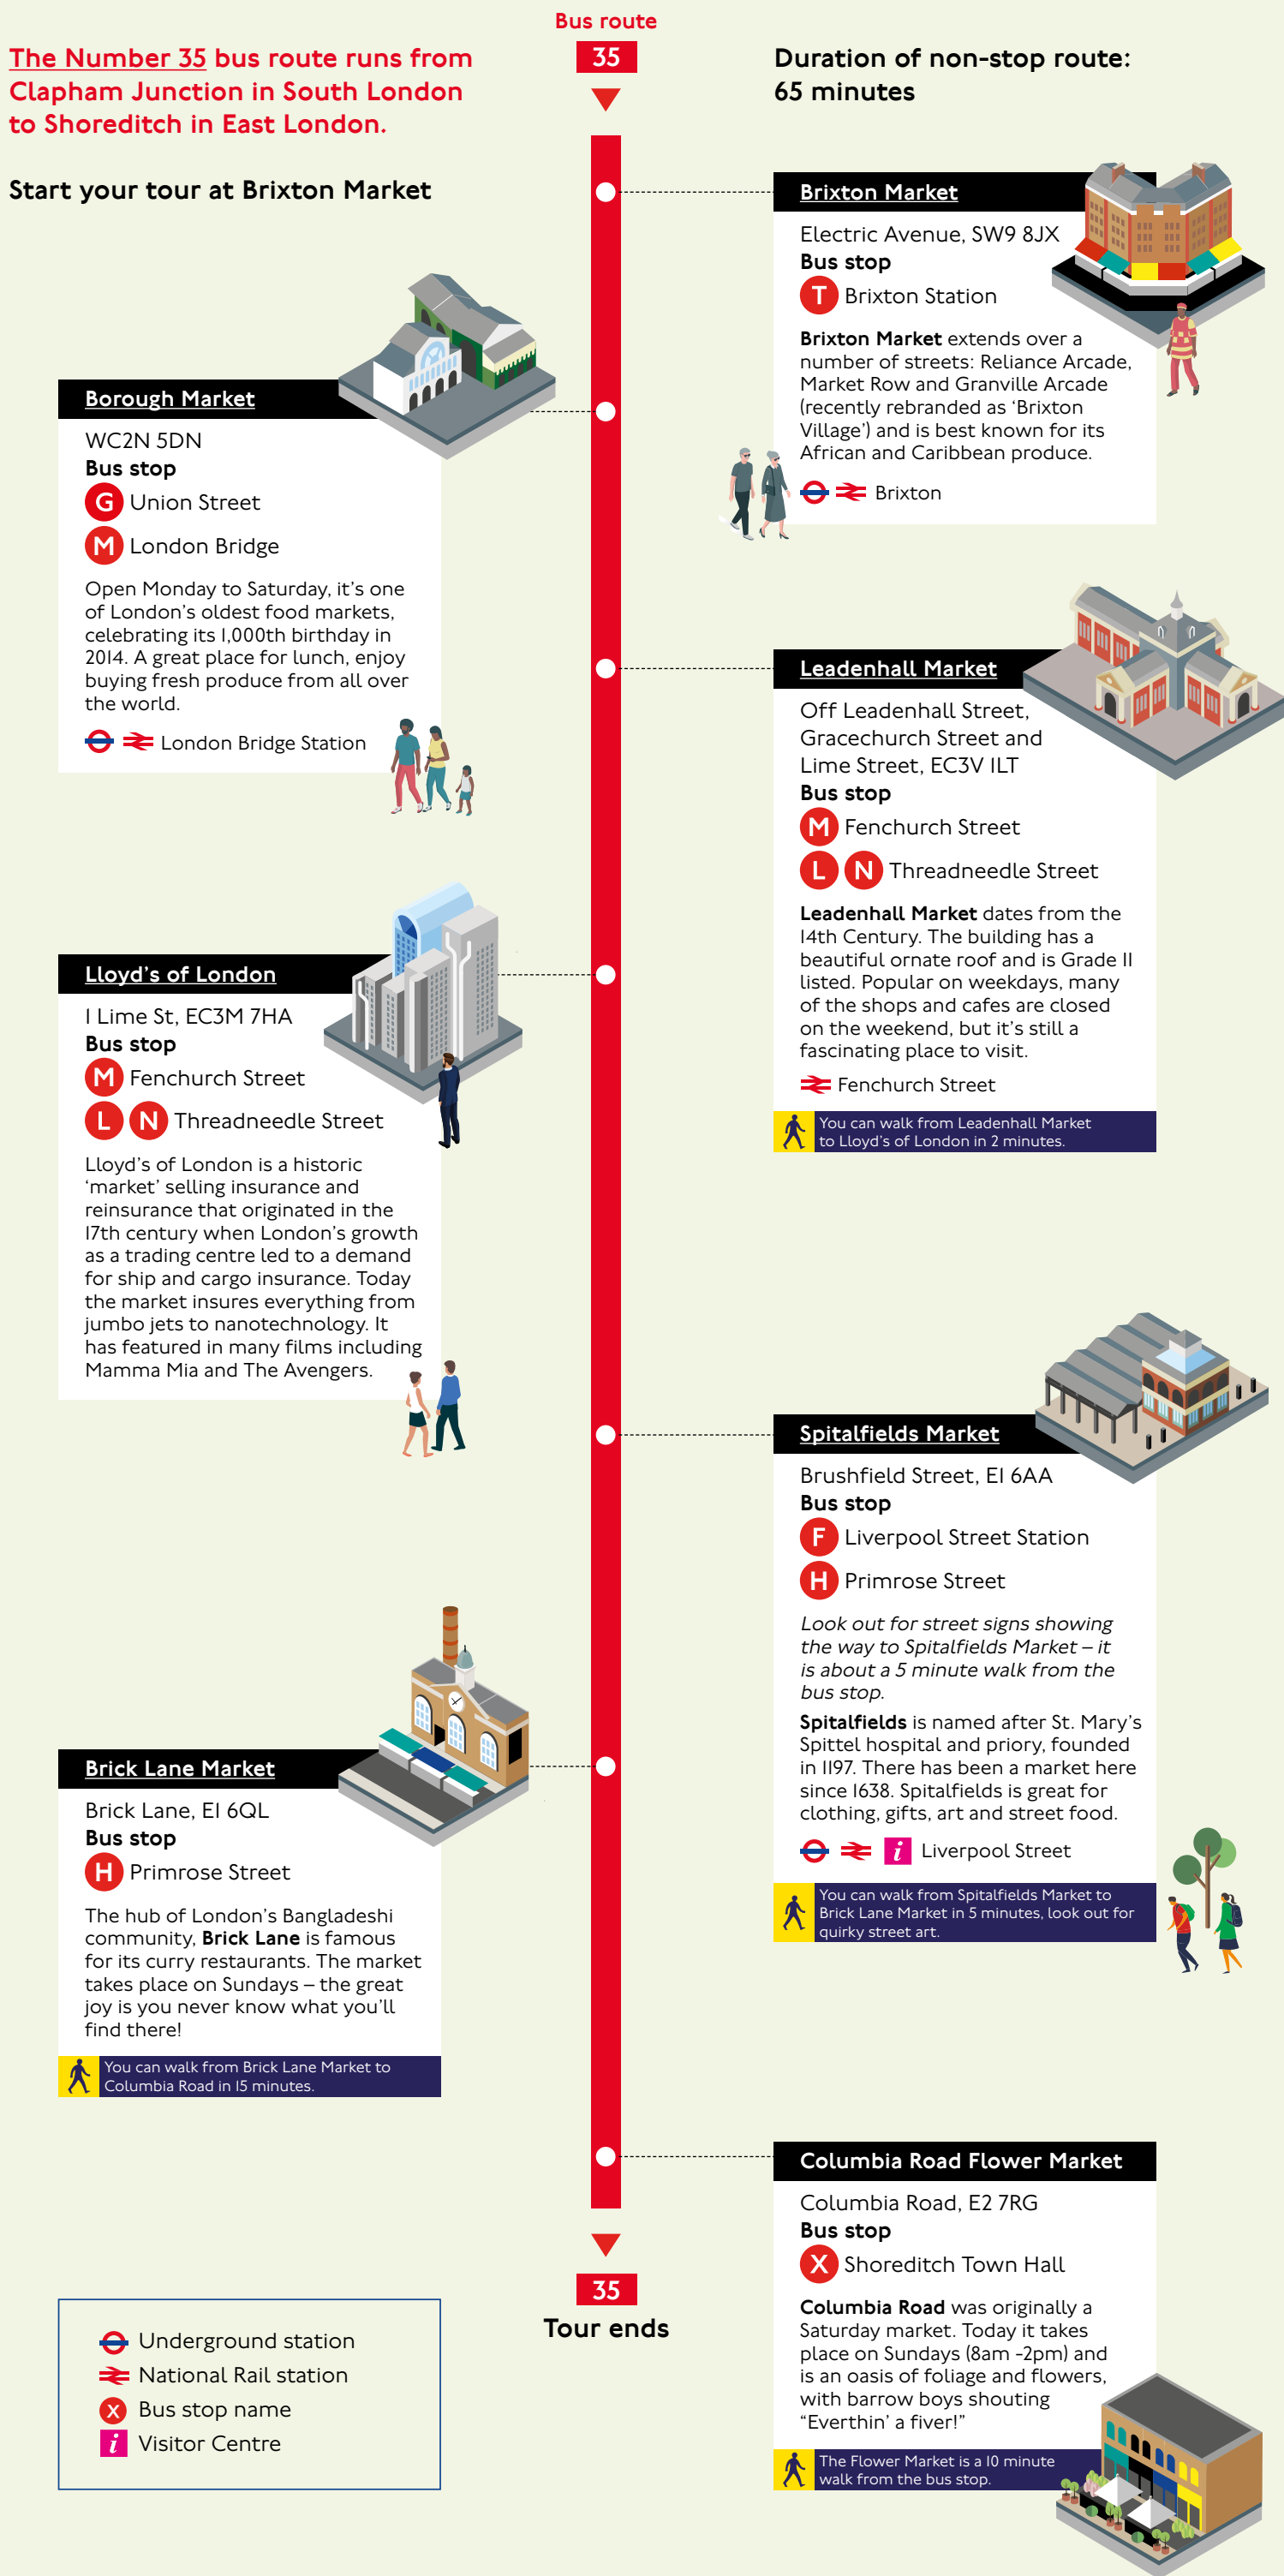 Bus route
35
The Number 35 bus route runs from
Clapham Junction in South London
to Shoreditch in East London.
Start your tour at Brixton Market
Duration of non-stop route:
65 minutes
Brixton Market
Electric Avenue, SW9 8JX
Bus stop
T Brixton Station
Brixton Market extends over a
number of streets: Reliance Arcade,
Market Row and Granville Arcade
(recently rebranded as ‘Brixton
Village’) and is best known for its
African and Caribbean produce.
Brixton
Borough Market
WC2N 5DN
Bus stop
G Union Street
M London Bridge
Open Monday to Saturday, it’s one
of London’s oldest food markets,
celebrating its 1,000th birthday in
2014. A great place for lunch, enjoy
buying fresh produce from all over
the world.
London Bridge Station
Leadenhall Market
Off Leadenhall Street,
Gracechurch Street and
Lime Street, EC3V 1LT
Bus stop
M Fenchurch Street
L N Threadneedle Street
Leadenhall Market dates from the
14th Century. The building has a
beautiful ornate roof and is Grade II
listed. Popular on weekdays, many
of the shops and cafes are closed
on the weekend, but it’s still a
fascinating place to visit.
Fenchurch Street
You can walk from Leadenhall Market
to Lloyd’s of London in 2 minutes.
Lloyd’s of London
1 Lime St, EC3M 7HA
Bus stop
M Fenchurch Street
L N Threadneedle Street
Lloyd’s of London is a historic
‘market’ selling insurance and
reinsurance that originated in the
17th century when London’s growth
as a trading centre led to a demand
for ship and cargo insurance. Today
the market insures everything from
jumbo jets to nanotechnology. It
has featured in many films including
Mamma Mia and The Avengers.
Spitalfields Market
Brushfield Street, E1 6AA
Bus stop
F Liverpool Street Station
H Primrose Street
Look out for street signs showing
the way to Spitalfields Market – it
is about a 5 minute walk from the
bus stop.
Spitalfields is named after St. Mary’s
Spittel hospital and priory, founded
in 1197. There has been a market here
since 1638. Spitalfields is great for
clothing, gifts, art and street food.
i Liverpool Street
You can walk from Spitalfields Market to
Brick Lane Market in 5 minutes, look out for
quirky street art.
Brick Lane Market
Brick Lane, E1 6QL
Bus stop
H Primrose Street
The hub of London’s Bangladeshi
community, Brick Lane is famous
for its curry restaurants. The market
takes place on Sundays – the great
joy is you never know what you’ll
find there!
You can walk from Brick Lane Market to
Columbia Road in 15 minutes.
Columbia Road Flower Market
Columbia Road, E2 7RG
Bus stop
X Shoreditch Town Hall
Columbia Road was originally a
Saturday market. Today it takes
place on Sundays (8am -2pm) and
is an oasis of foliage and flowers,
with barrow boys shouting
“Everthin’ a fiver!”
The Flower Market is a 10 minute
walk from the bus stop.
35
Tour ends
Underground station
National Rail station
X Bus stop name
i Visitor Centre